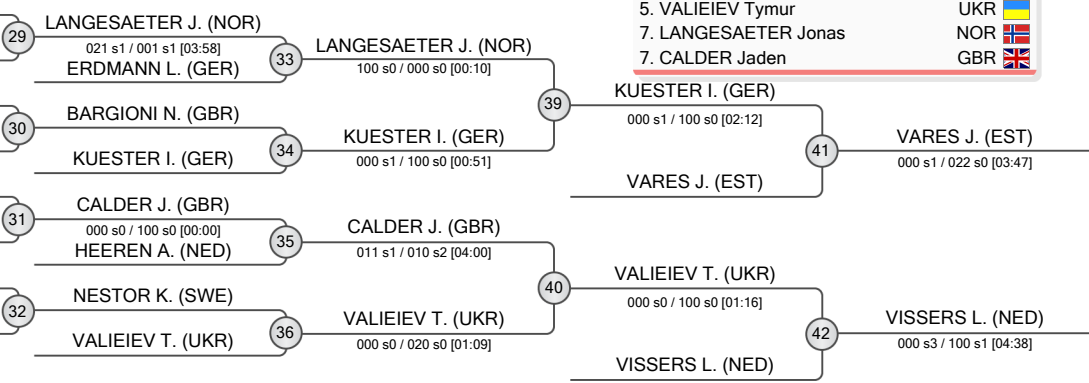 5. VALIEIEV Tymur UKR
7. LANGESAETER Jonas NOR
7. CALDER Jaden GBR
29
LANGESAETER J. (NOR)
021 s1 / 001 s1 [03:58]
ERDMANN L. (GER)
33
LANGESAETER J. (NOR)
100 s0 / 000 s0 [00:10]
30
BARGIONI N. (GBR)
KUESTER I. (GER)
34
KUESTER I. (GER)
000 s1 / 100 s0 [00:51]
39
KUESTER I. (GER)
000 s1 / 100 s0 [02:12]
VARES J. (EST)
41
VARES J. (EST)
000 s1 / 022 s0 [03:47]
31
CALDER J. (GBR)
000 s0 / 100 s0 [00:00]
HEEREN A. (NED)
35
CALDER J. (GBR)
011 s1 / 010 s2 [04:00]
32
NESTOR K. (SWE)
VALIEIEV T. (UKR)
36
VALIEIEV T. (UKR)
000 s0 / 020 s0 [01:09]
40
VALIEIEV T. (UKR)
000 s0 / 100 s0 [01:16]
VISSERS L. (NED)
42
VISSERS L. (NED)
000 s3 / 100 s1 [04:38]